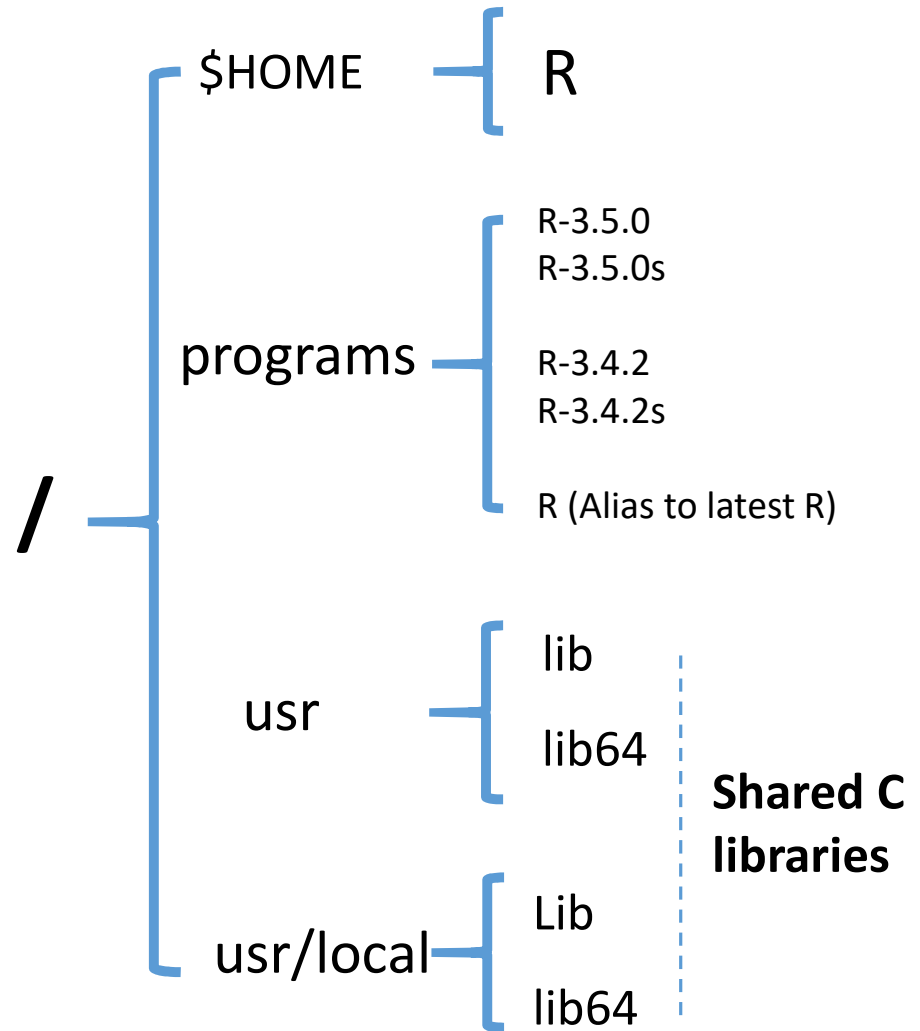 /
$HOME
R
programs
R-3.5.0
R-3.5.0s
R-3.4.2
R-3.4.2s
R (Alias to latest R)
usr
lib
lib64
usr/local
Lib
lib64
Shared C
libraries